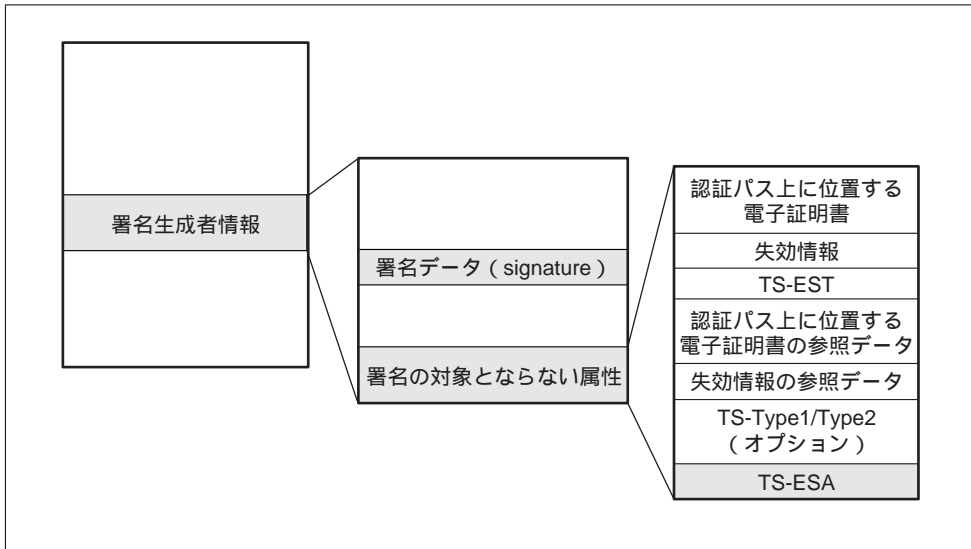 署名生成者情報
署名データ（signature）
署名の対象とならない属性
認証パス上に位置する
電子証明書
失効情報
TS-EST
認証パス上に位置する
電子証明書の参照データ
失効情報の参照データ
TS-Type1/Type2
（オプション）
TS-ESA